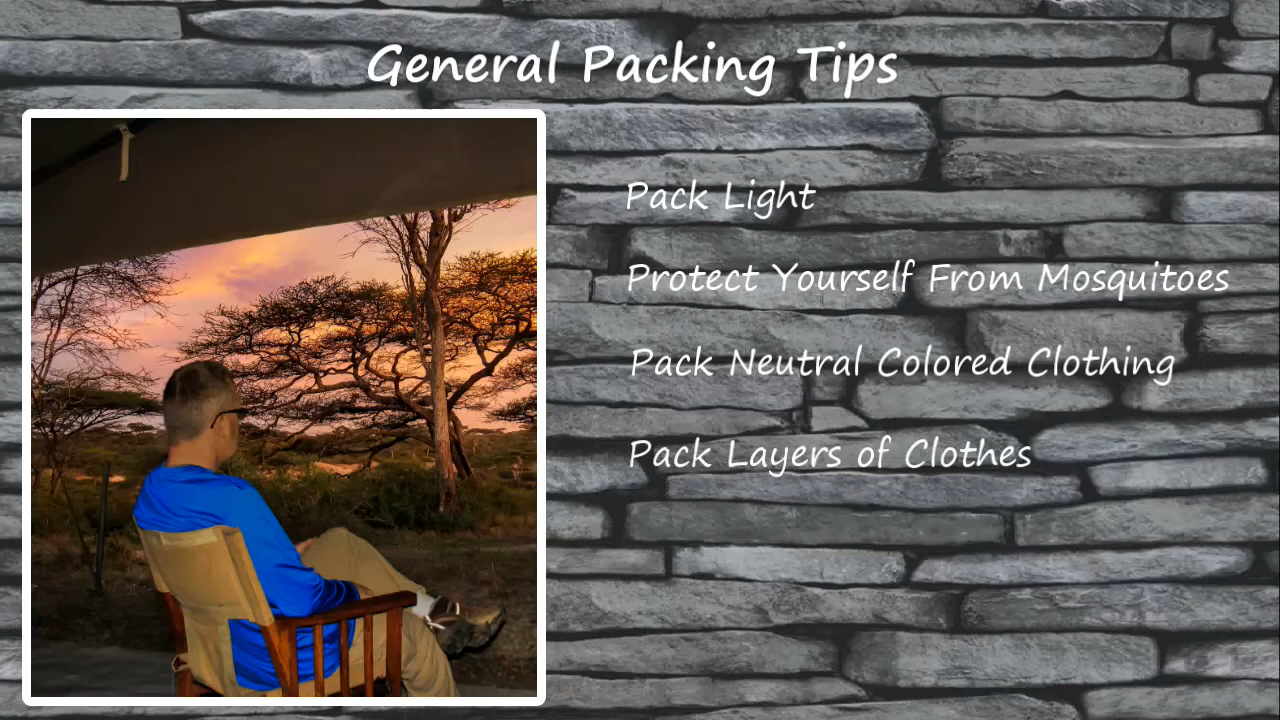 General Packing Tips
Pack Light
Protect Yourself From Mosquitoes
Pack Neutral Colored Clothing
Pack Layers of Clothes